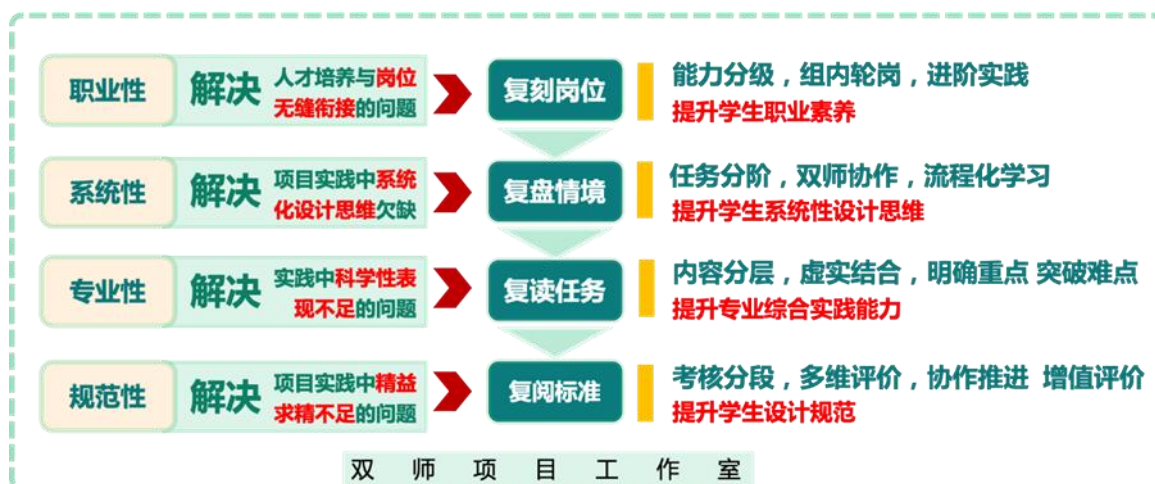 职业性
解决
人才培养与岗位
无缝衔接的问题
复刻岗位
能力分级，组内轮岗，进阶实践
提升学生职业素养
系统性
解决
项目实践中系统
化设计思维欠缺
复盘情境
任务分阶，双师协作，流程化学习
提升学生系统性设计思维
专业性
解决
实践中科学性表
现不足的问题
复读任务
内容分层，虚实结合，明确重点 突破难点
提升专业综合实践能力
规范性
解决
项目实践中精益
求精不足的问题
复阅标准
考核分段，多维评价，协作推进 增值评价
提升学生设计规范
双师项目工作室